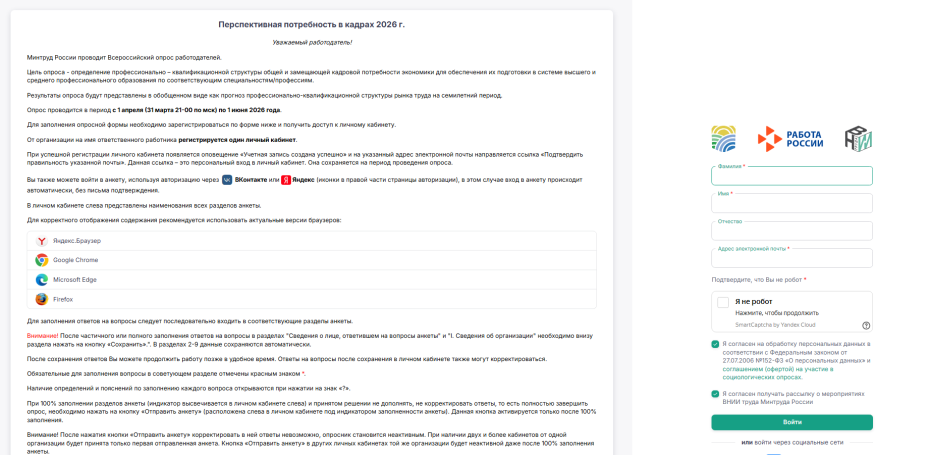 Перспективная потребность в кадрах 2026 г.
Уважаемый работодатель!
Минтруд России проводит Всероссийский опрос работодателей.
Цель опроса - определение профессионально – квалификационной структуры общей и замещающей кадровой потребности экономики для обеспечения их подготовки в системе высшего и
среднего профессионального образования по соответствующим специальностям/профессиям.
Результаты опроса будут представлены в обобщенном виде как прогноз профессионально-квалификационной структуры рынка труда на семилетний период.
Опрос проводится в период с 1 апреля (31 марта 21-00 по мск) по 1 июня 2026 года.
Для заполнения опросной формы необходимо зарегистрироваться по форме ниже и получить доступ к личному кабинету.
От организации на имя ответственного работника регистрируется один личный кабинет.
При успешной регистрации личного кабинета появляется оповещение «Учетная запись создана успешно» и на указанный адрес электронной почты направляется ссылка «Подтвердить
правильность указанной почты». Данная ссылка – это персональный вход в личный кабинет. Она сохраняется на период проведения опроса.
Вы также можете войти в анкету, используя авторизацию через ВКонтакте или Яндекс (иконки в правой части страницы авторизации), в этом случае вход в анкету происходит
автоматически, без письма подтверждения.
В личном кабинете слева представлены наименования всех разделов анкеты.
Для корректного отображения содержания рекомендуется использовать актуальные версии браузеров:
Яндекс.Браузер
Google Chrome
Microsoft Edge
Firefox
Для заполнения ответов на вопросы следует последовательно входить в соответствующие разделы анкеты.
Внимание! После частичного или полного заполнения ответов на вопросы в разделах "Сведения о лице, ответившем на вопросы анкеты" и "I. Сведения об организации" необходимо внизу
раздела нажать на кнопку «Сохранить».". В разделах 2-9 данные сохраняются автоматически.
После сохранения ответов Вы можете продолжить работу позже в удобное время. Ответы на вопросы после сохранения в личном кабинете также могут корректироваться.
Обязательные для заполнения вопросы в советующем разделе отмечены красным знаком *.
Наличие определений и пояснений по заполнению каждого вопроса открываются при нажатии на знак «?».
При 100% заполнении разделов анкеты (индикатор высвечивается в личном кабинете слева) и принятом решении не дополнять, не корректировать ответы, то есть полностью завершить
опрос, необходимо нажать на кнопку «Отправить анкету» (расположена слева в личном кабинете под индикатором заполненности анкеты). Данная кнопка активируется только после 100%
заполнения.
Внимание! После нажатия кнопки «Отправить анкету» корректировать в ней ответы невозможно, опросник становится неактивным. При наличии двух и более кабинетов от одной
организации будет принята только первая отправленная анкета. Кнопка «Отправить анкету» в других личных кабинетах той же организации будет неактивной даже после 100% заполнения
анкеты.
РАБОТА
РОССИИ
Фамилия *
Имя *
Отчество
Адрес электронной почты *
Подтвердите, что Вы не робот *
Я не робот
Нажмите, чтобы продолжить
SmartCaptcha by Yandex Cloud
Я согласен на обработку персональных данных в
соответствии с Федеральным законом от
27.07.2006 №152-ФЗ «О персональных данных» и
соглашением (офертой) на участие в
социологических опросах.
Я согласен получать рассылку о мероприятиях
ВНИИ труда Минтруда России
Войти
или войти через социальные сети